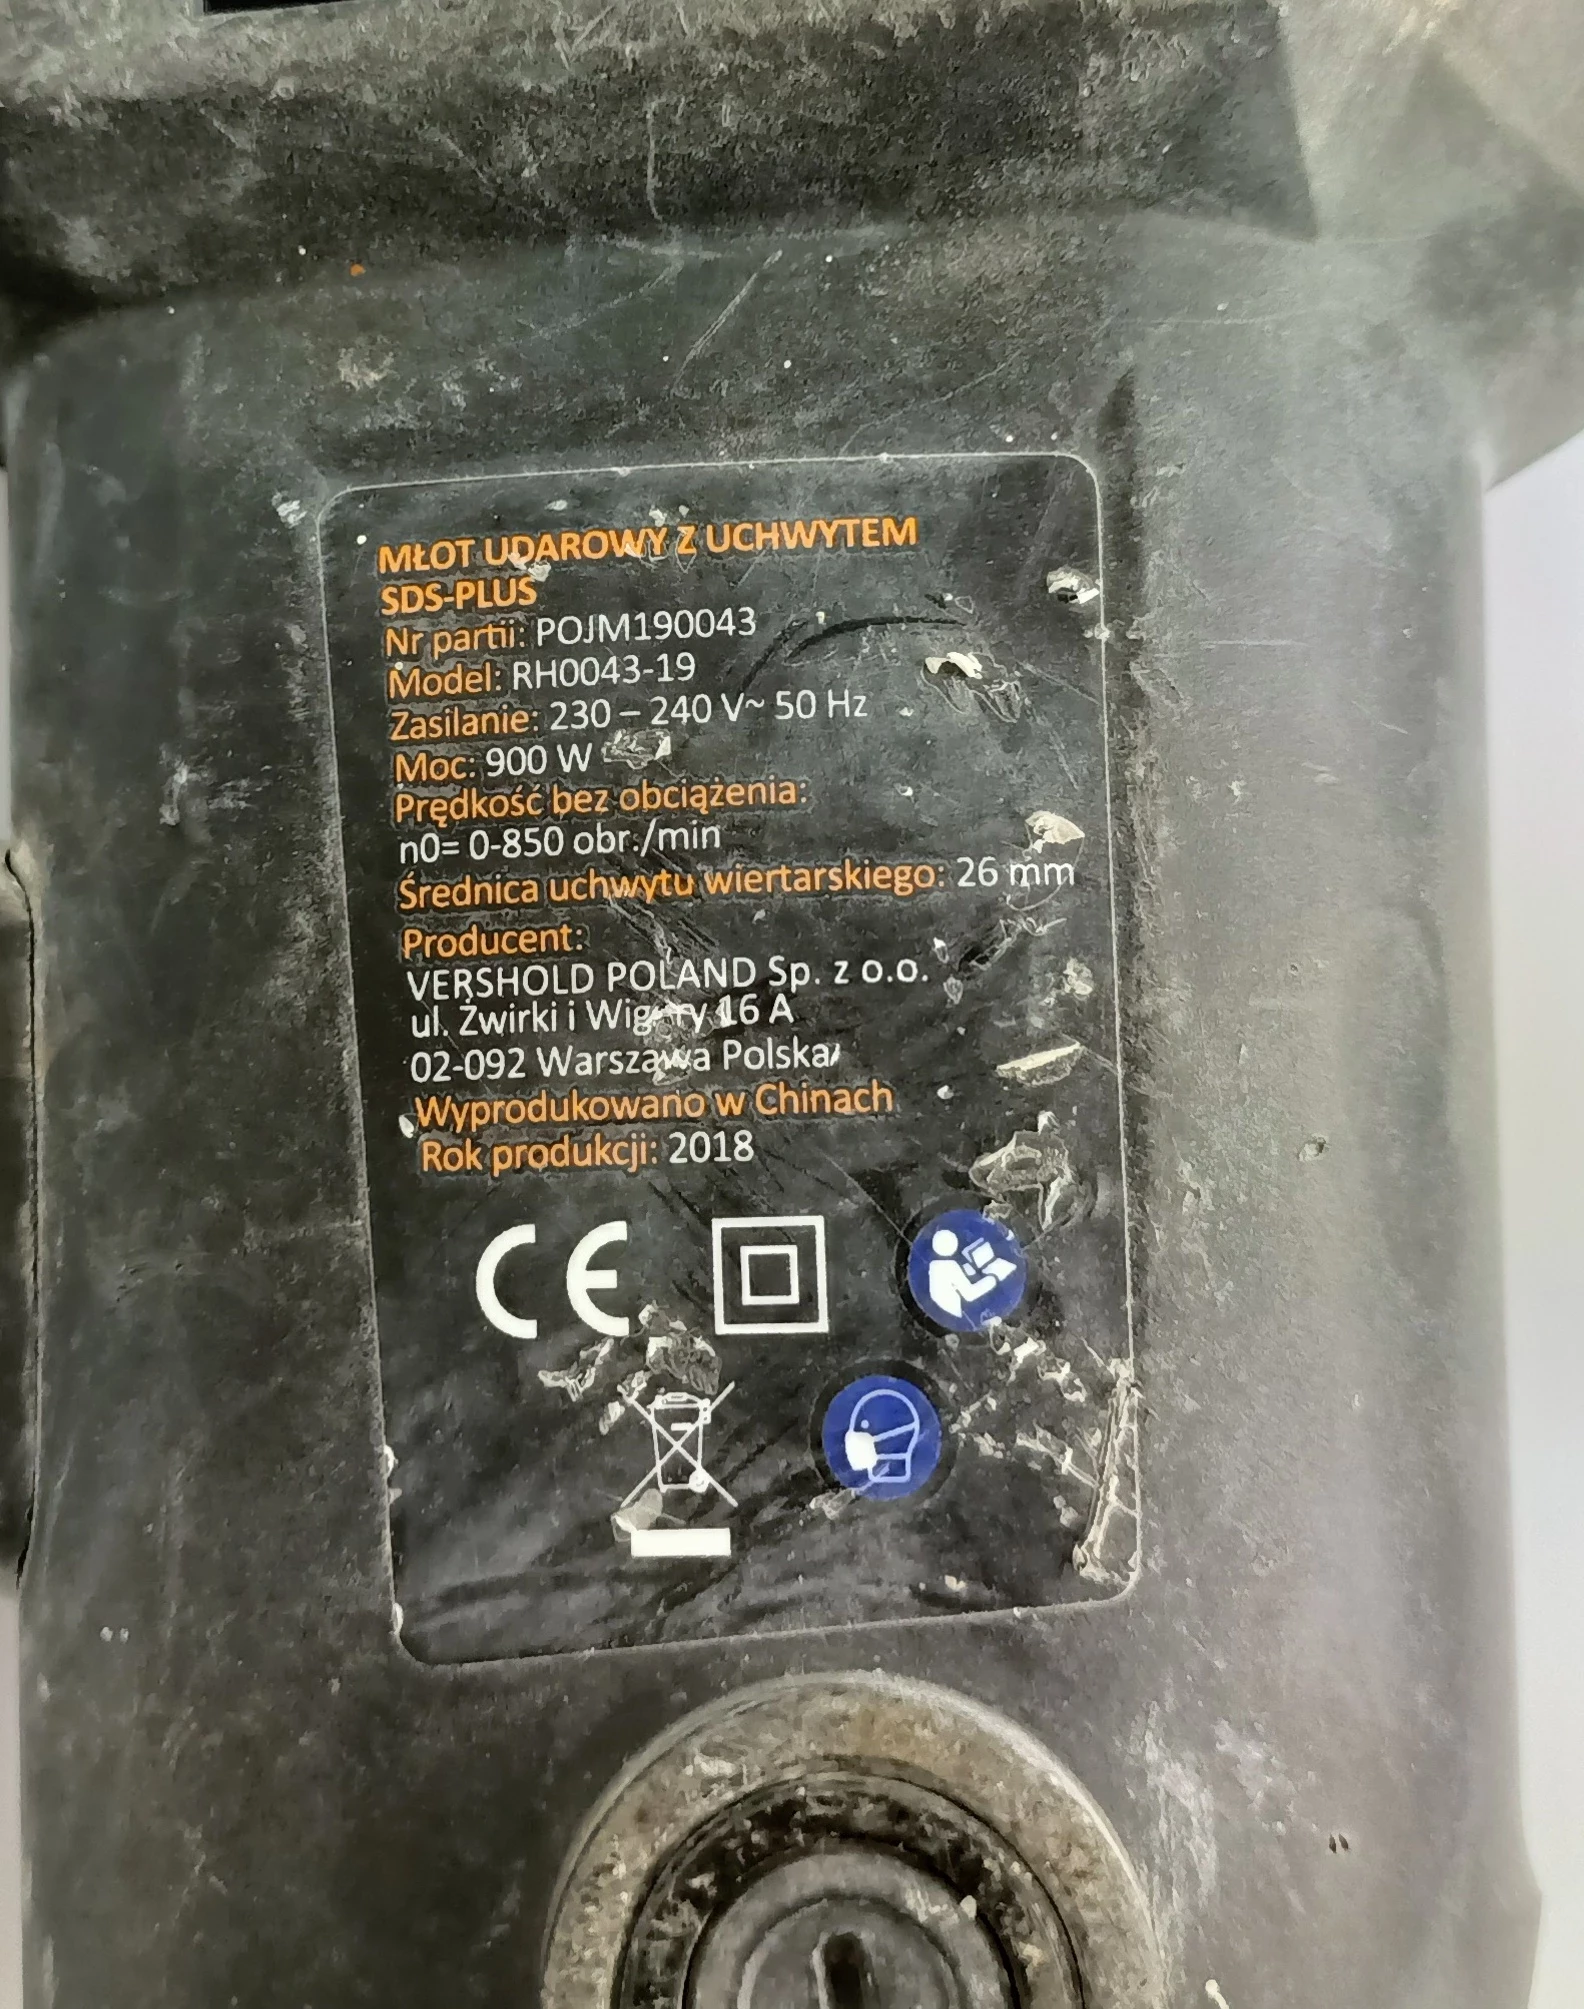 MŁOT UDAROWY Z UCHWYTEM
SDS-PLUS
Nr partii: POJM190043
Model: RH0043-19
Zasilanie: 230 – 240 V~ 50 Hz
Moc: 900 W
Prędkość bez obciążenia:
n0= 0-850 obr./min
Średnica uchwytu wiertarskiego: 26 mm
Producent:
VERSHOLD POLAND Sp. z o.o.
ul. Żwirki i Wigury 16 A
02-092 Warszawa Polska
Wyprodukowano w Chinach
Rok produkcji: 2018
CE